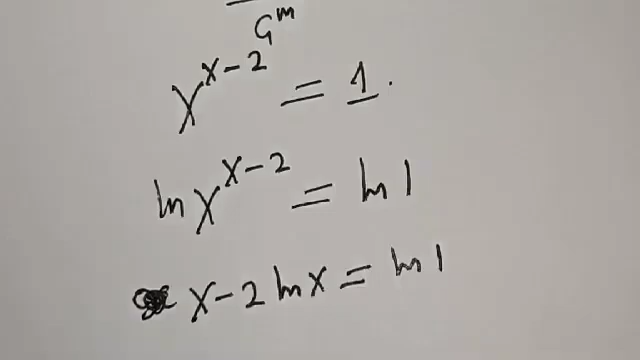 a^m
x^{x-2} = 1.
ln x^{x-2} = ln 1
x - 2 ln x = ln 1